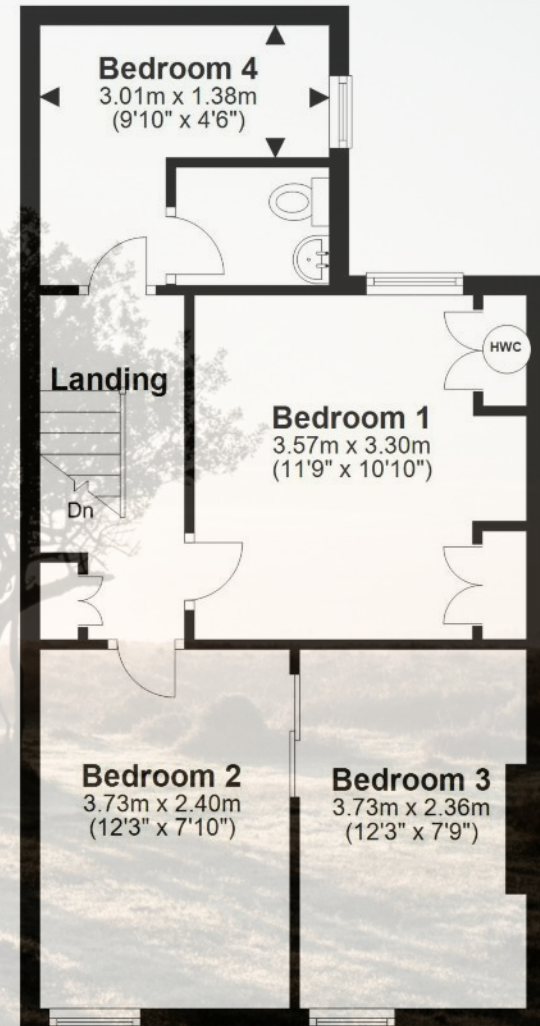 Bedroom 4
3.01m x 1.38m
(9'10" x 4'6")
HWC
Landing
Bedroom 1
3.57m x 3.30m
(11'9" x 10'10")
Dn
Bedroom 2
3.73m x 2.40m
(12'3" x 7'10")
Bedroom 3
3.73m x 2.36m
(12'3" x 7'9")